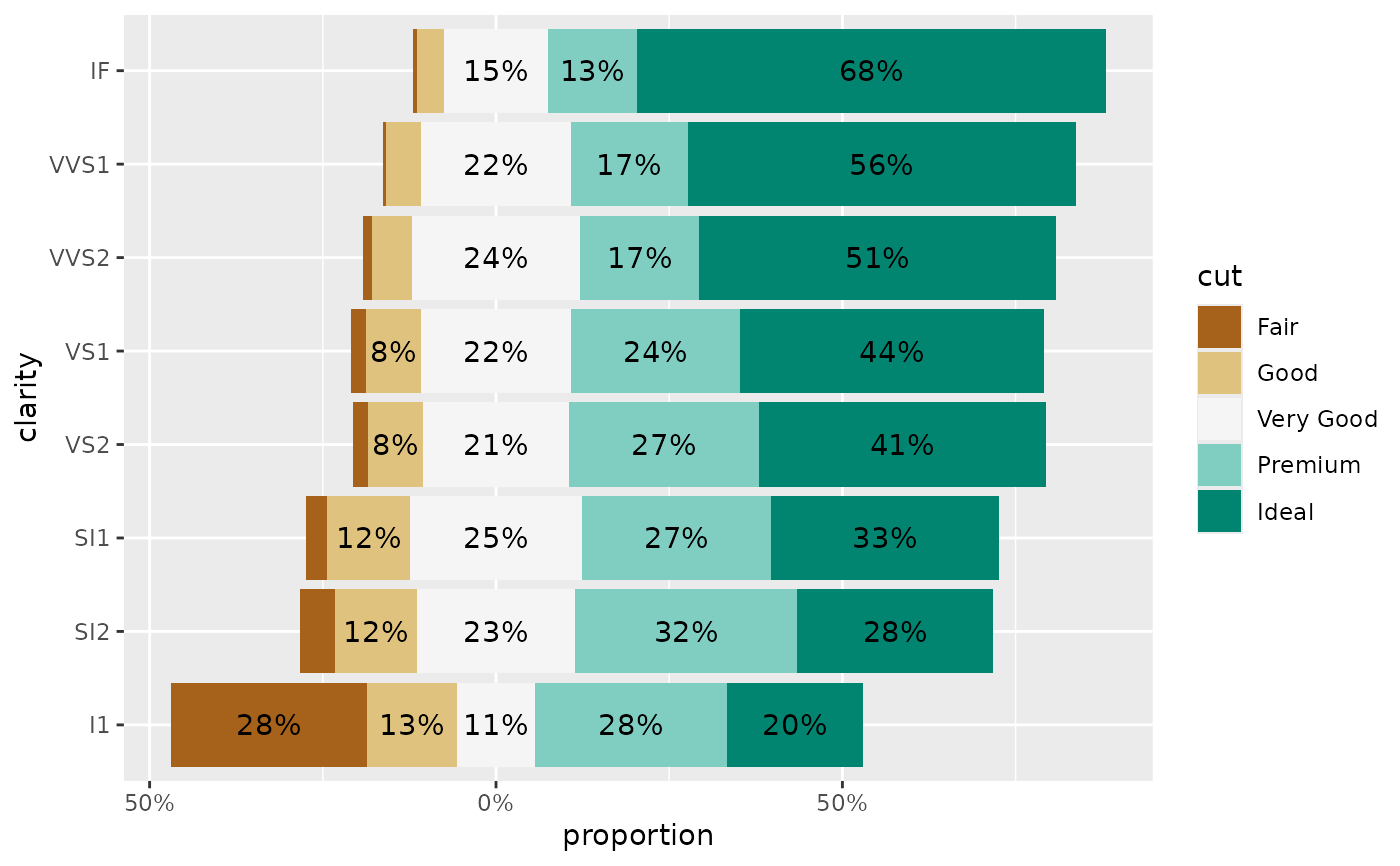 IF 15% 13% 68%
VVS1 22% 17% 56%
VVS2 24% 17% 51%
VS1 8% 22% 24% 44%
VS2 8% 21% 27% 41%
SI1 12% 25% 27% 33%
SI2 12% 23% 32% 28%
I1 28% 13% 11% 28% 20%
clarity
50% 0% 50%
proportion
cut
Fair
Good
Very Good
Premium
Ideal